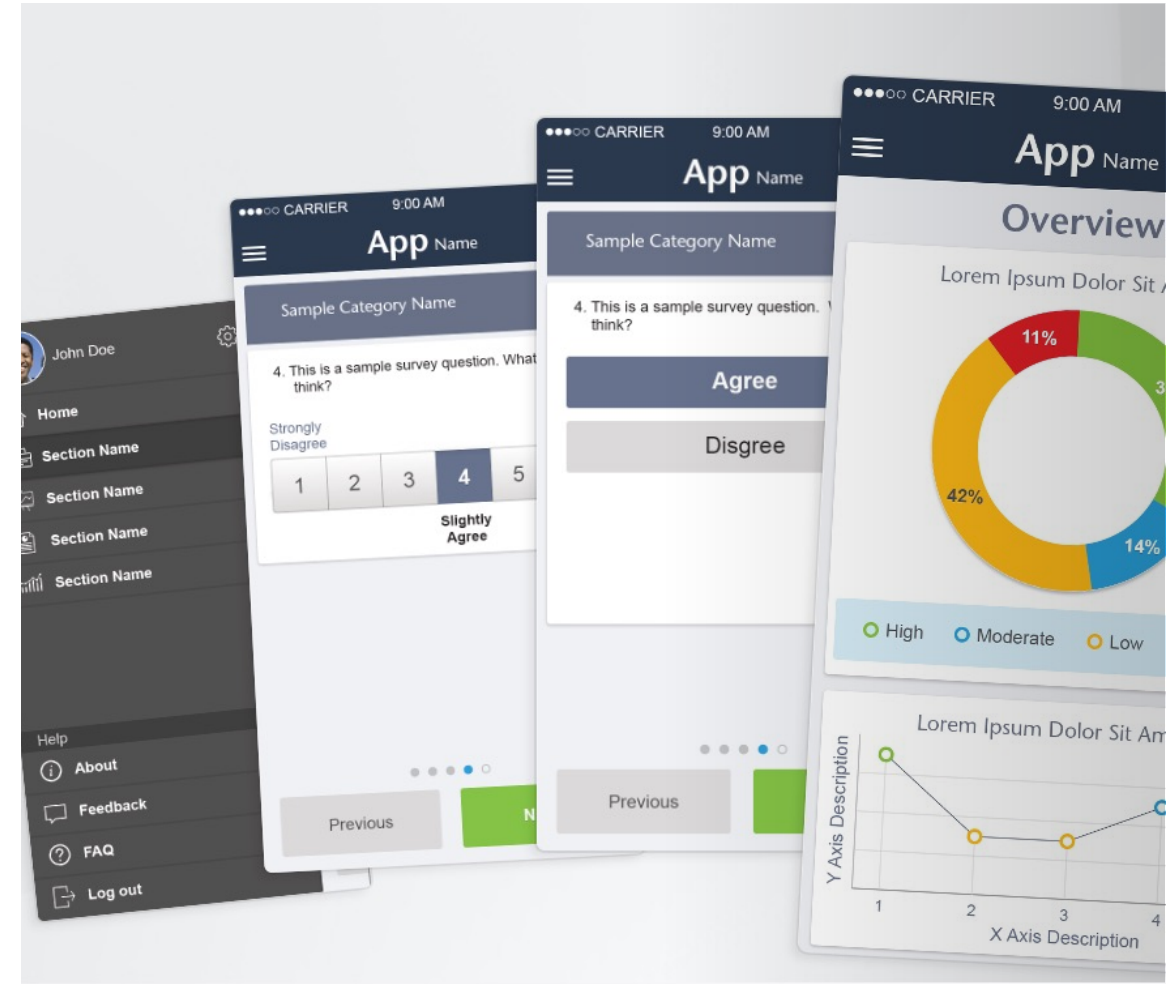 John Doe
Home
Section Name
Section Name
Section Name
Section Name
Help
About
Feedback
FAQ
Log out
CARRIER 9:00 AM
App Name
Sample Category Name
4. This is a sample survey question. What
think?
Strongly
Disagree
1 2 3 4 5
Slightly
Agree
Previous N
CARRIER 9:00 AM
App Name
Sample Category Name
4. This is a sample survey question.
think?
Agree
Disgree
Previous
CARRIER 9:00 AM
App Name
Overview
Lorem Ipsum Dolor Sit
11%
3
42%
14%
High Moderate Low
Lorem Ipsum Dolor Sit Am
Y Axis Description
1 2 3 4
X Axis Description